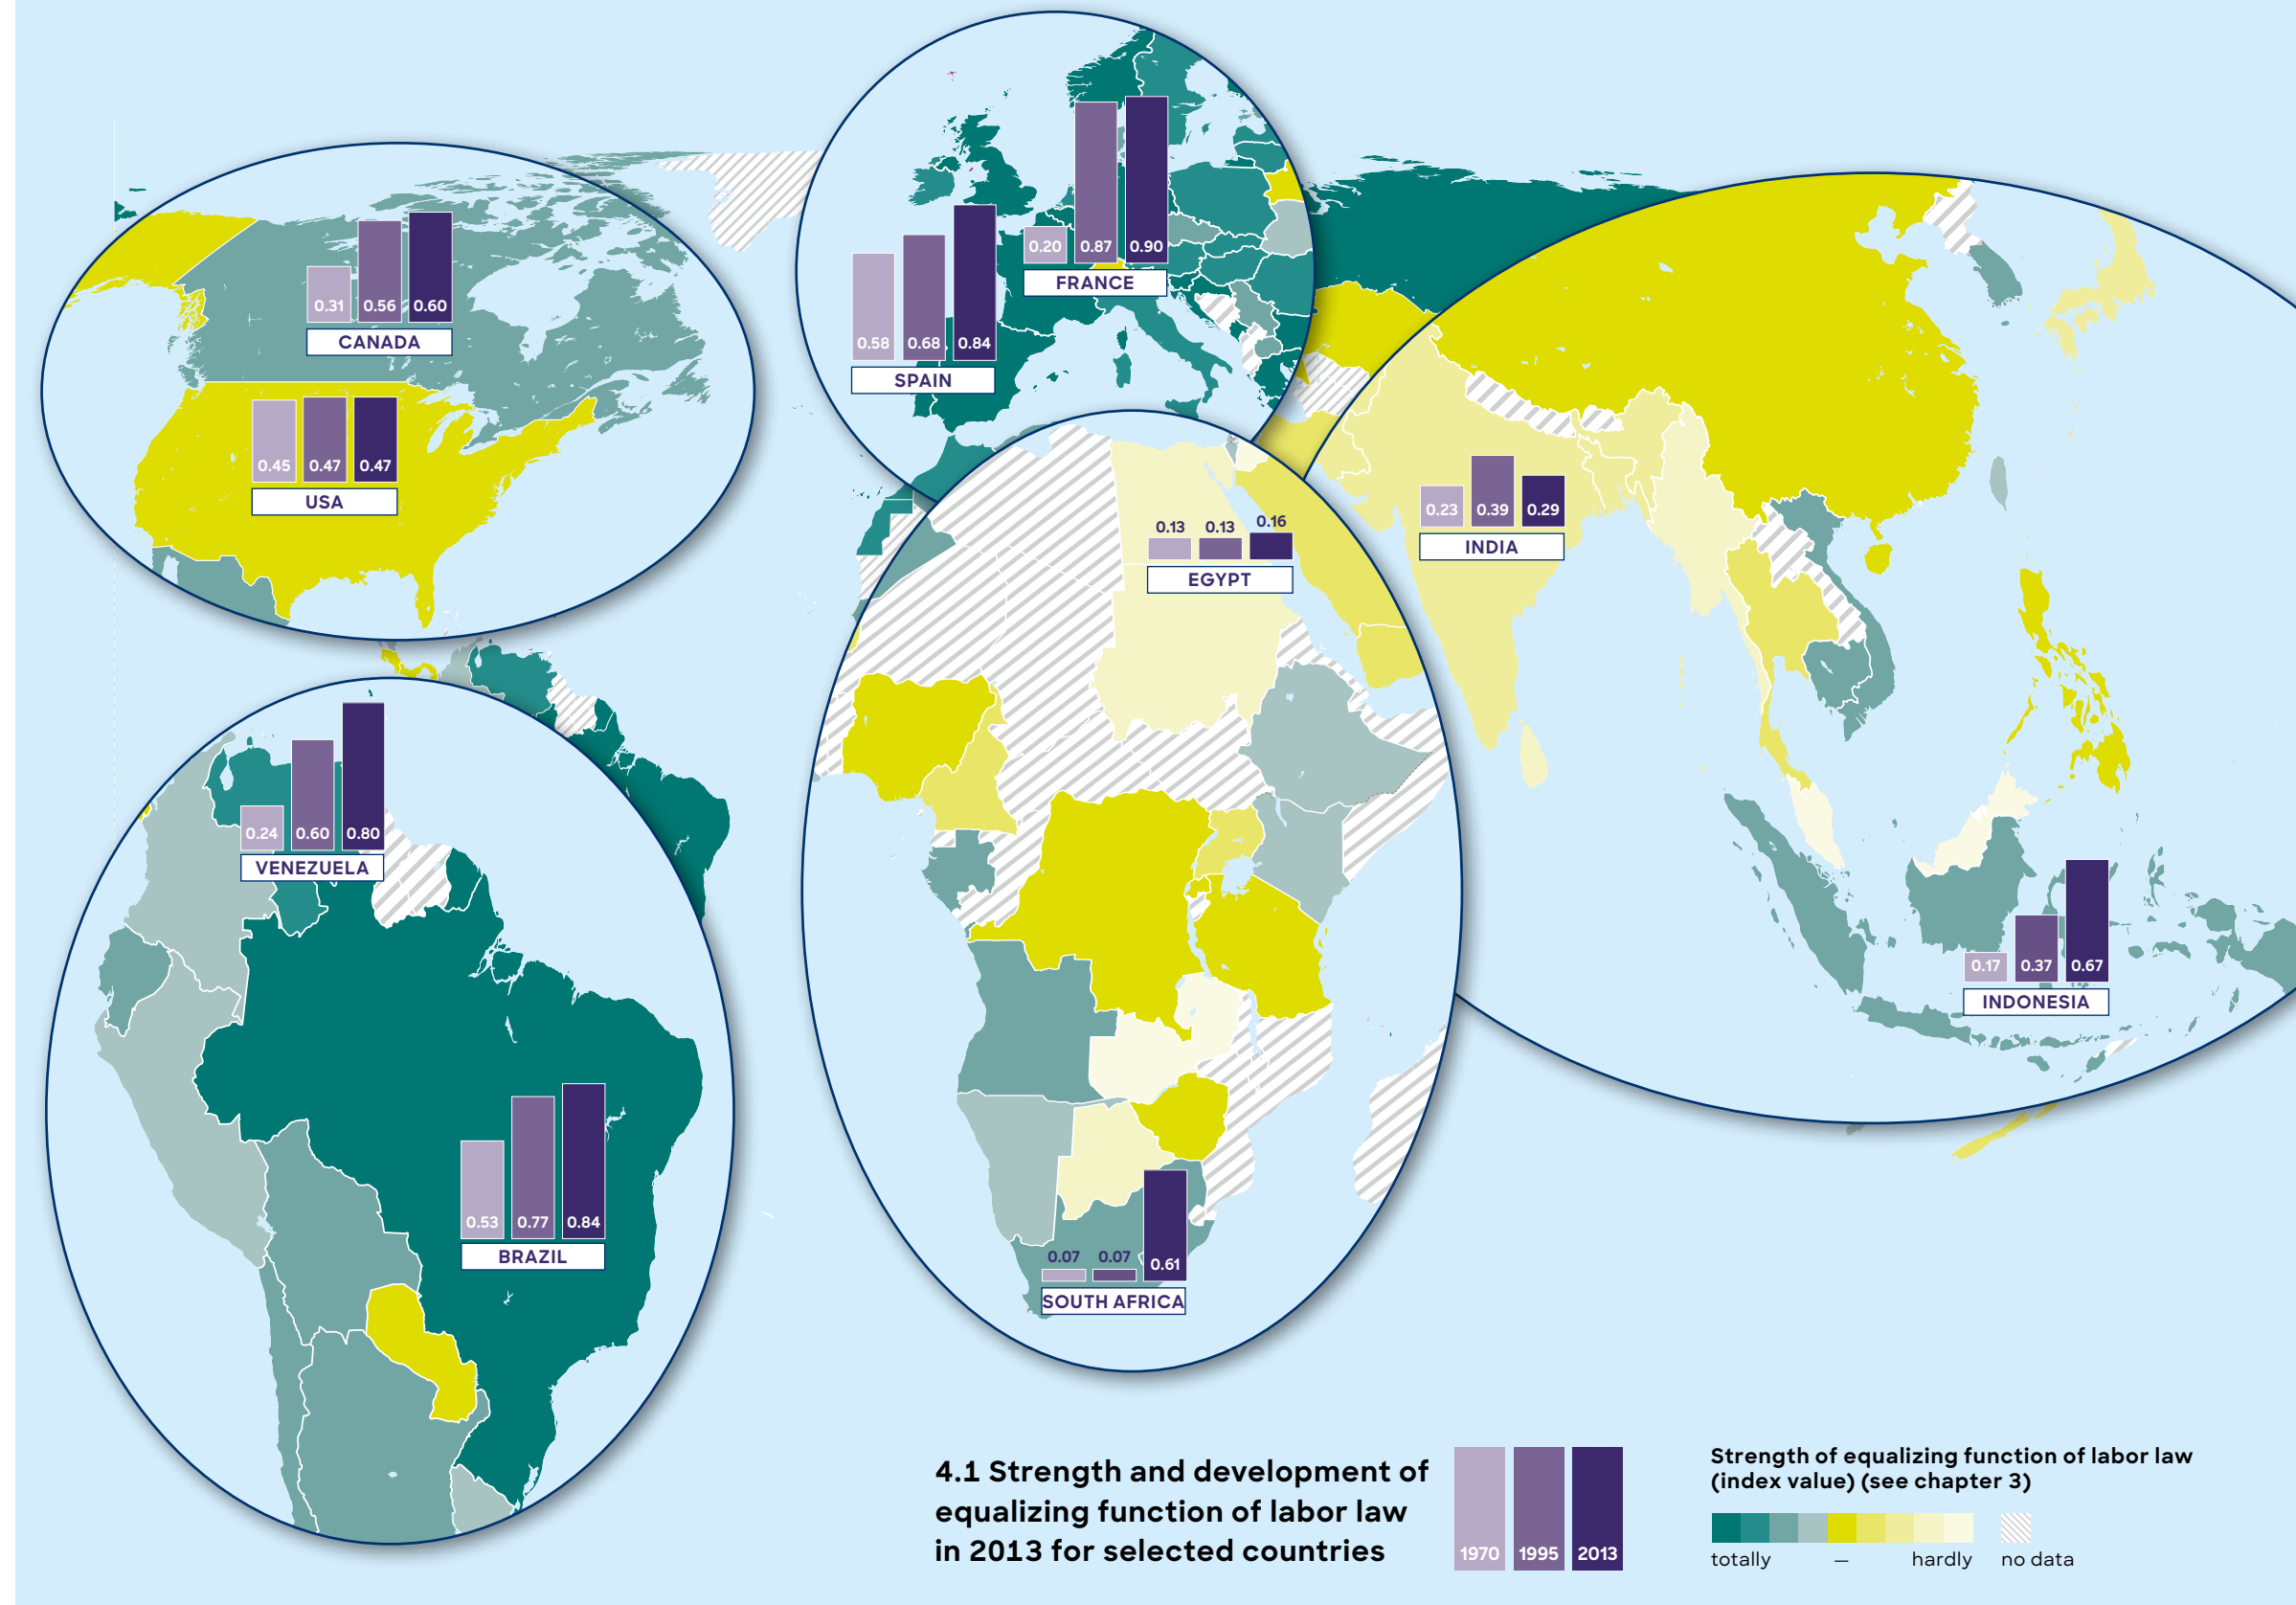 0.20 0.87 0.90
FRANCE
0.58 0.68 0.84
SPAIN
0.31 0.56 0.60
CANADA
0.45 0.47 0.47
USA
0.13 0.13 0.16
EGYPT
0.23 0.39 0.29
INDIA
0.24 0.60 0.80
VENEZUELA
0.17 0.37 0.67
INDONESIA
0.53 0.77 0.84
BRAZIL
0.07 0.07 0.61
SOUTH AFRICA
4.1 Strength and development of
equalizing function of labor law
in 2013 for selected countries
1970 1995 2013
Strength of equalizing function of labor law
(index value) (see chapter 3)
totally – hardly no data